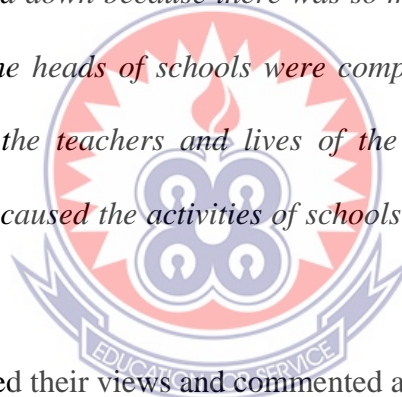 d down because there was so m
he heads of schools were comp
the teachers and lives of the
caused the activities of schools
EDUCATION FOR SERVICE
ed their views and commented a